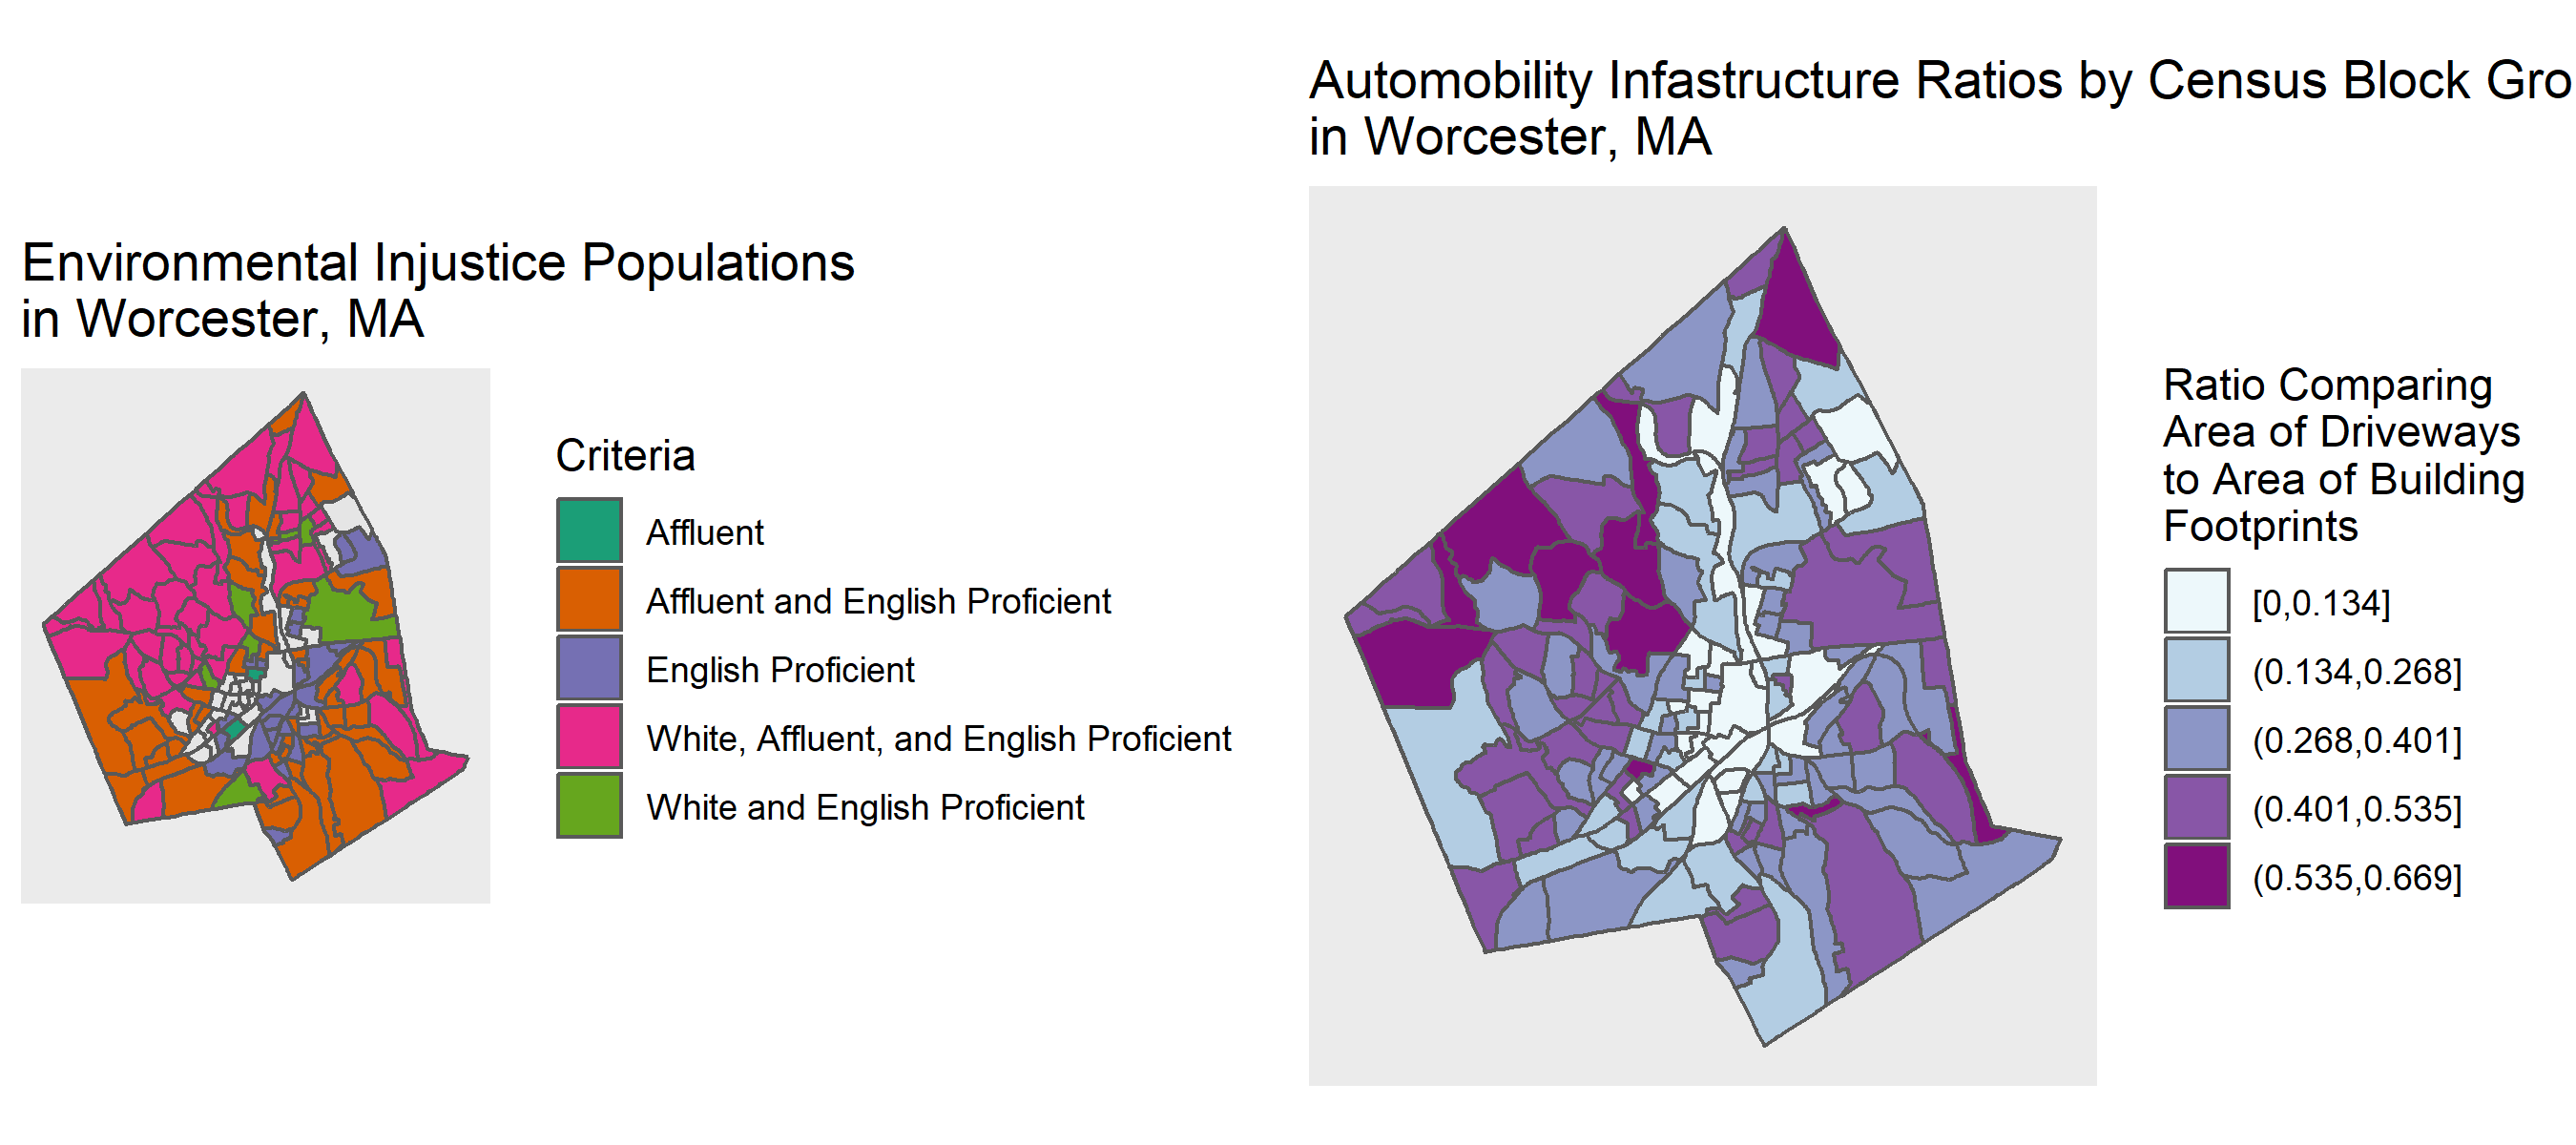 Environmental Injustice Populations
in Worcester, MA
Criteria
Affluent
Affluent and English Proficient
English Proficient
White, Affluent, and English Proficient
White and English Proficient
Automobility Infastructure Ratios by Census Block Gro
in Worcester, MA
Ratio Comparing
Area of Driveways
to Area of Building
Footprints
[0,0.134]
(0.134,0.268]
(0.268,0.401]
(0.401,0.535]
(0.535,0.669]